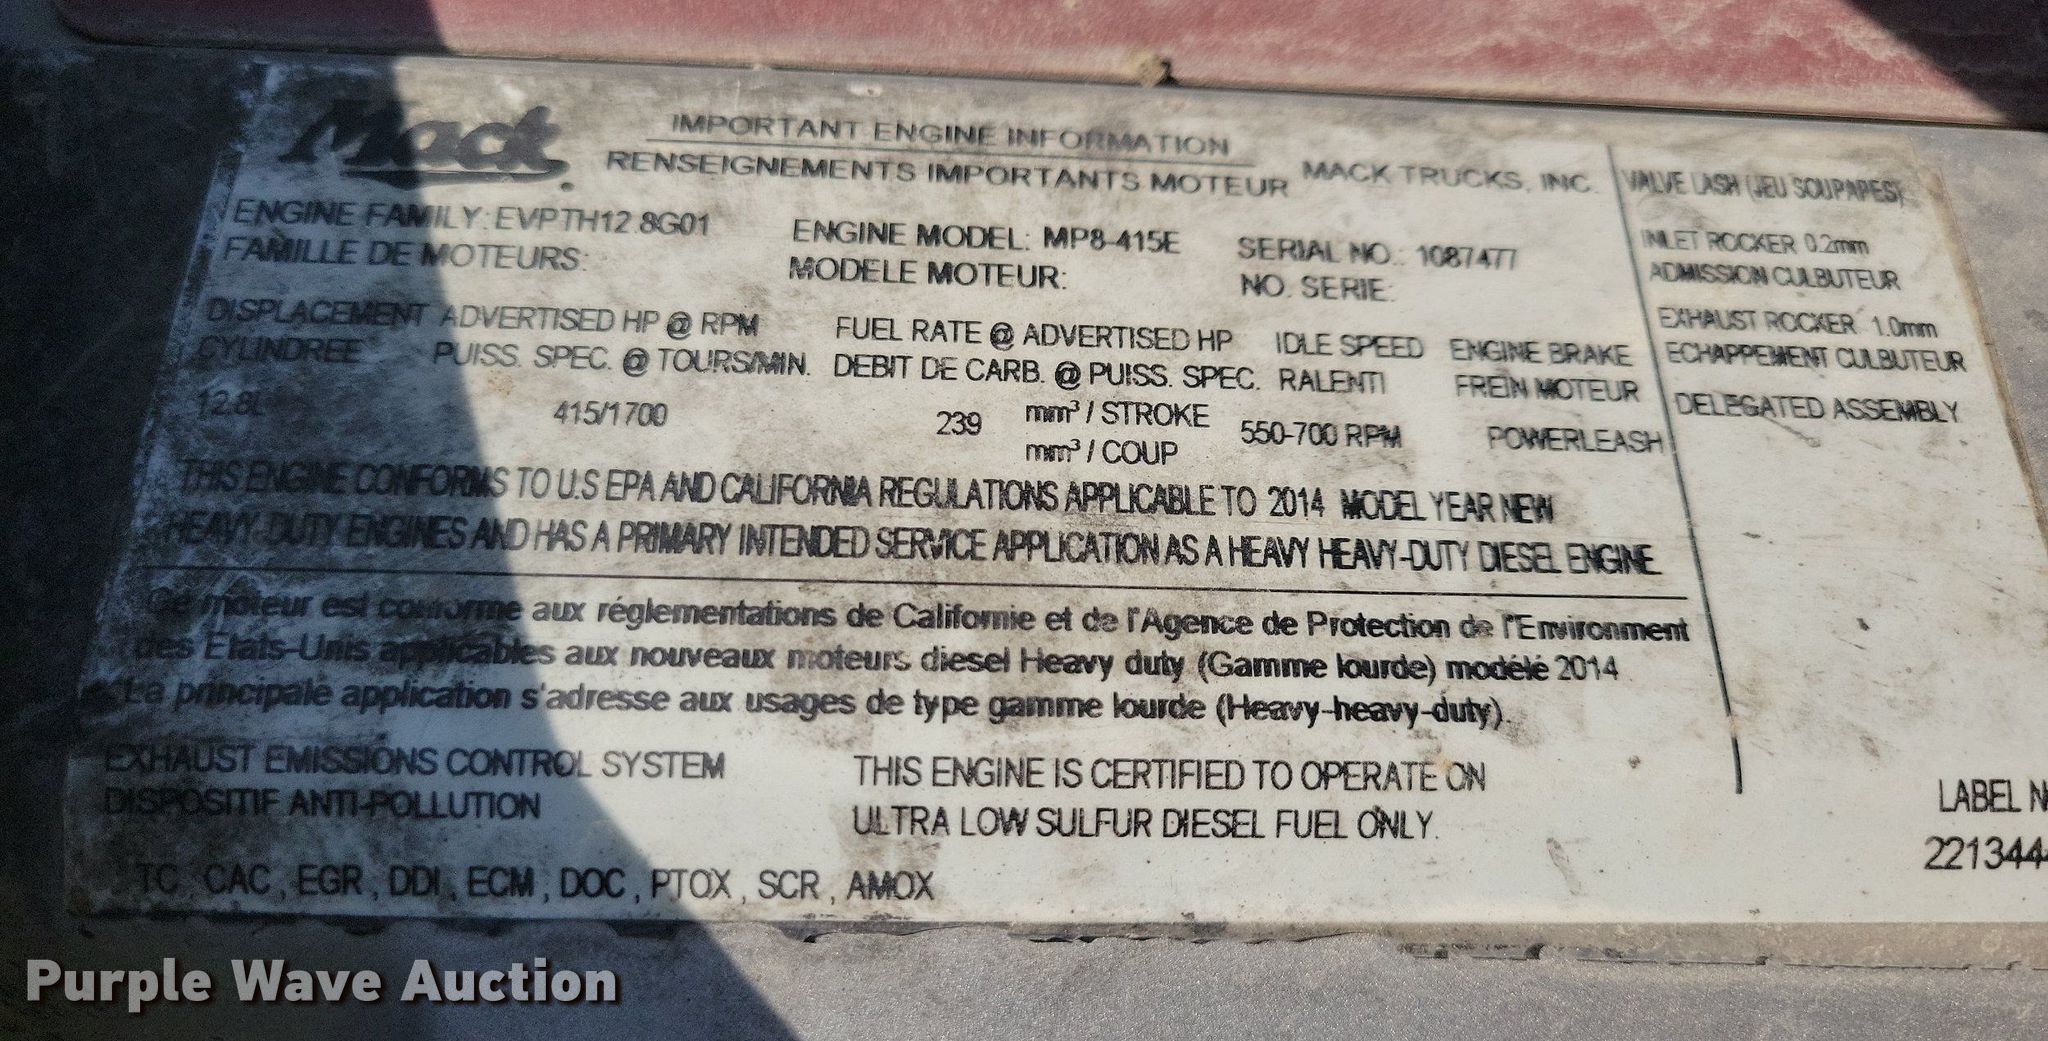 Mack
IMPORTANT ENGINE INFORMATION
RENSEIGNEMENTS IMPORTANTS MOTEUR
MACK TRUCKS, INC.
ENGINE FAMILY: EVPTH12.8G01
FAMILLE DE MOTEURS:
ENGINE MODEL: MP8-415E
MODELE MOTEUR:
SERIAL NO.: 1087477
NO. SERIE:
DISPLACEMENT
CYLINDREE
12.8L
ADVERTISED HP @ RPM
PUISS. SPEC. @ TOURS/MIN.
415/1700
FUEL RATE @ ADVERTISED HP
DEBIT DE CARB. @ PUISS. SPEC.
239 mm³ / STROKE
mm³ / COUP
IDLE SPEED
RALENTI
550-700 RPM
ENGINE BRAKE
FREIN MOTEUR
POWERLEASH
THIS ENGINE CONFORMS TO U.S EPA AND CALIFORNIA REGULATIONS APPLICABLE TO 2014 MODEL YEAR NEW
HEAVY-DUTY ENGINES AND HAS A PRIMARY INTENDED SERVICE APPLICATION AS A HEAVY HEAVY-DUTY DIESEL ENGINE
Ce moteur est conforme aux réglementations de Californie et de l'Agence de Protection de l'Environment
des Etats-Unis applicables aux nouveaux moteurs diesel Heavy duty (Gamme lourde) modélé 2014
La principale application s'adresse aux usages de type gamme lourde (Heavy-heavy-duty).
EXHAUST EMISSIONS CONTROL SYSTEM
DISPOSITIF ANTI-POLLUTION
TC, CAC, EGR, DDI, ECM, DOC, PTOX, SCR, AMOX
THIS ENGINE IS CERTIFIED TO OPERATE ON
ULTRA LOW SULFUR DIESEL FUEL ONLY.
VALVE LASH (JEU SOUPAPES)
INLET ROCKER 0.2mm
ADMISSION CULBUTEUR
EXHAUST ROCKER 1.0mm
ECHAPPEMENT CULBUTEUR
DELEGATED ASSEMBLY
LABEL
Purple Wave Auction